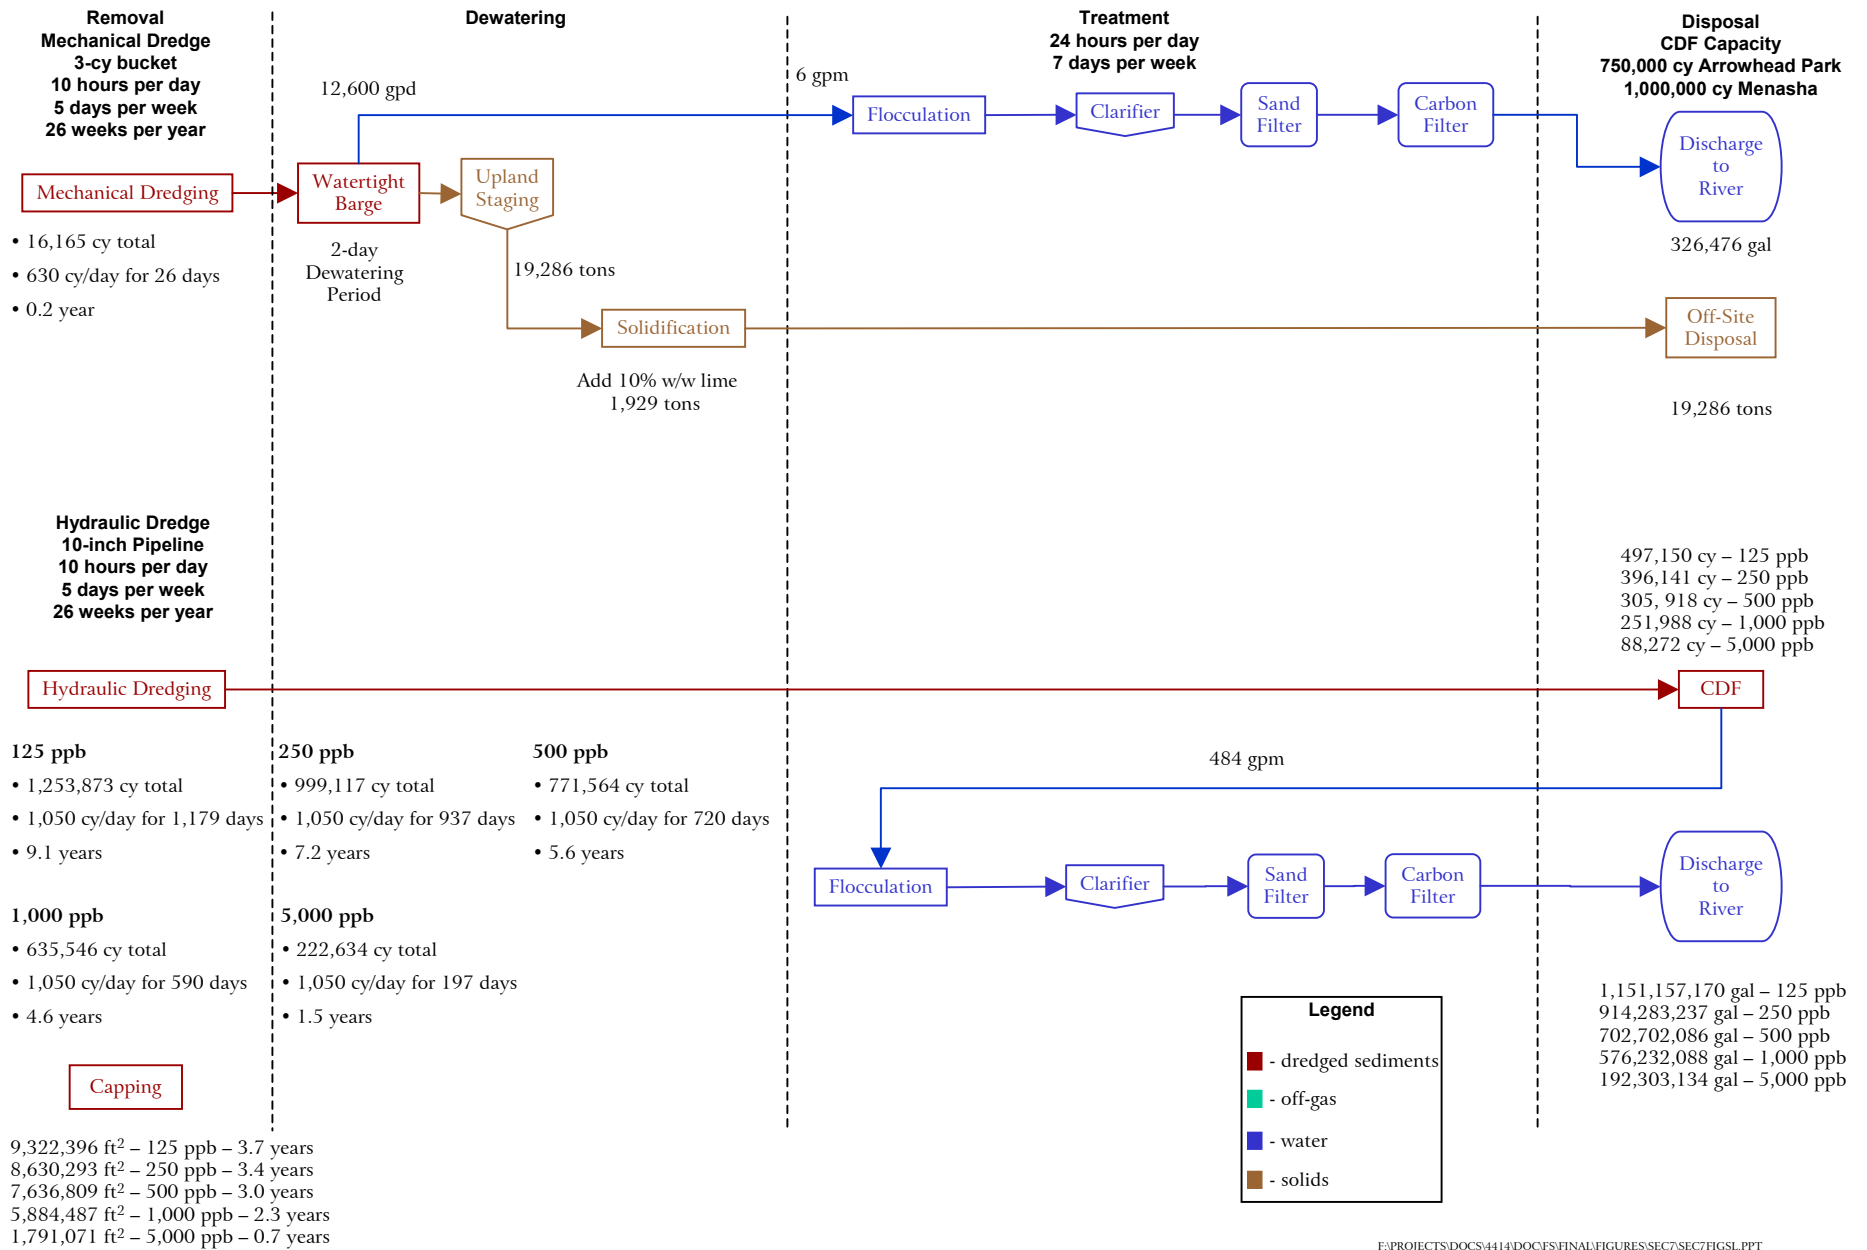 Removal
Mechanical Dredge
3-cy bucket
10 hours per day
5 days per week
26 weeks per year
Dewatering
Treatment
24 hours per day
7 days per week
Disposal
CDF Capacity
750,000 cy Arrowhead Park
1,000,000 cy Menasha
Mechanical Dredging
• 16,165 cy total
• 630 cy/day for 26 days
• 0.2 year
12,600 gpd
Watertight
Barge
2-day
Dewatering
Period
Upland
Staging
19,286 tons
Solidification
Add 10% w/w lime
1,929 tons
6 gpm
Flocculation
Clarifier
Sand
Filter
Carbon
Filter
Discharge
to
River
326,476 gal
Off-Site
Disposal
19,286 tons
Hydraulic Dredge
10-inch Pipeline
10 hours per day
5 days per week
26 weeks per year
497,150 cy – 125 ppb
396,141 cy – 250 ppb
305, 918 cy – 500 ppb
251,988 cy – 1,000 ppb
88,272 cy – 5,000 ppb
Hydraulic Dredging
CDF
125 ppb
• 1,253,873 cy total
• 1,050 cy/day for 1,179 days
• 9.1 years
250 ppb
• 999,117 cy total
• 1,050 cy/day for 937 days
• 7.2 years
500 ppb
• 771,564 cy total
• 1,050 cy/day for 720 days
• 5.6 years
1,000 ppb
• 635,546 cy total
• 1,050 cy/day for 590 days
• 4.6 years
5,000 ppb
• 222,634 cy total
• 1,050 cy/day for 197 days
• 1.5 years
484 gpm
Flocculation
Clarifier
Sand
Filter
Carbon
Filter
Discharge
to
River
1,151,157,170 gal – 125 ppb
914,283,237 gal – 250 ppb
702,702,086 gal – 500 ppb
576,232,088 gal – 1,000 ppb
192,303,134 gal – 5,000 ppb
Legend
- dredged sediments
- off-gas
- water
- solids
Capping
9,322,396 ft² – 125 ppb – 3.7 years
8,630,293 ft² – 250 ppb – 3.4 years
7,636,809 ft² – 500 ppb – 3.0 years
5,884,487 ft² – 1,000 ppb – 2.3 years
1,791,071 ft² – 5,000 ppb – 0.7 years
F:\PROJECTS\DOCS\4414\DOC\FS\FINAL\FIGURES\SEC7\SEC7FIGSL.PPT